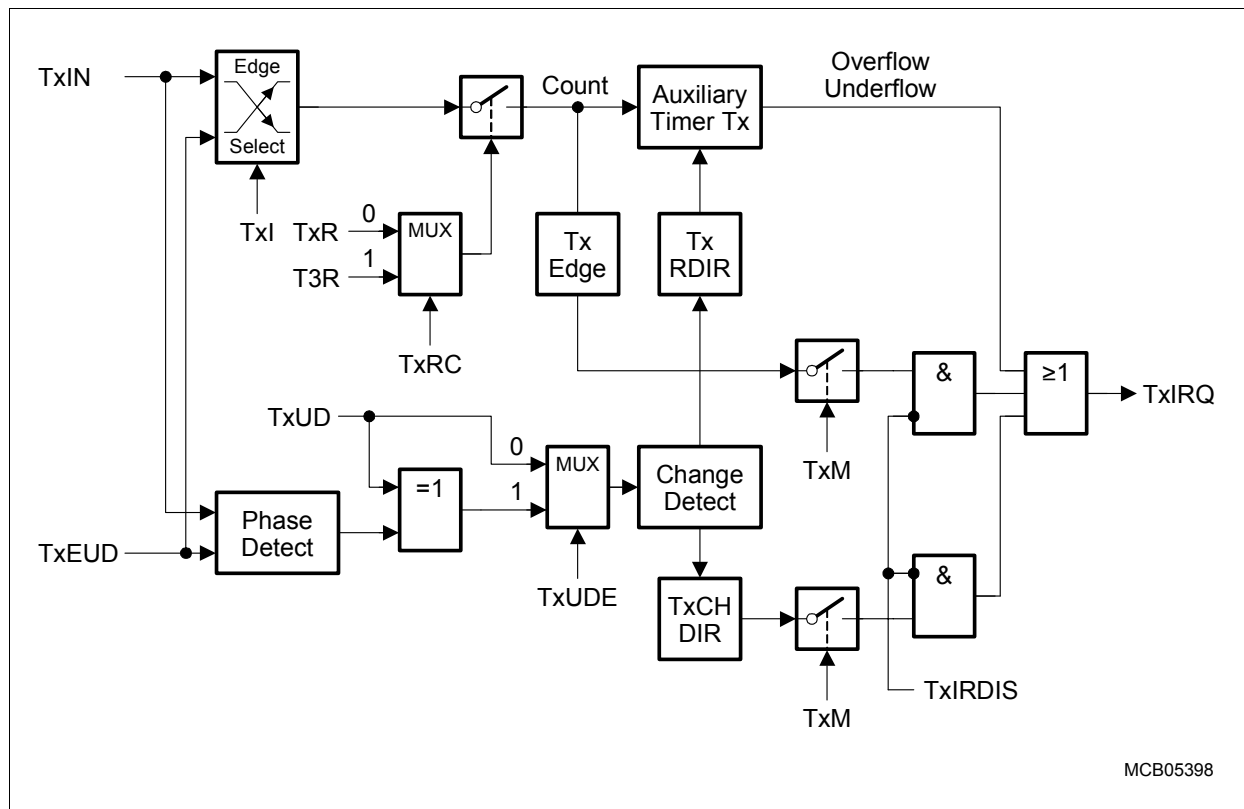 TxIN
Edge
Select
TxI
Count
Auxiliary
Timer Tx
Overflow
Underflow
TxR
0
T3R
1
MUX
TxRC
Tx
Edge
Tx
RDIR
TxUD
TxEUD
Phase
Detect
=1
0
1
MUX
TxUDE
Change
Detect
TxCH
DIR
TxM
TxM
&
&
≥1
TxIRQ
TxIRDIS
MCB05398